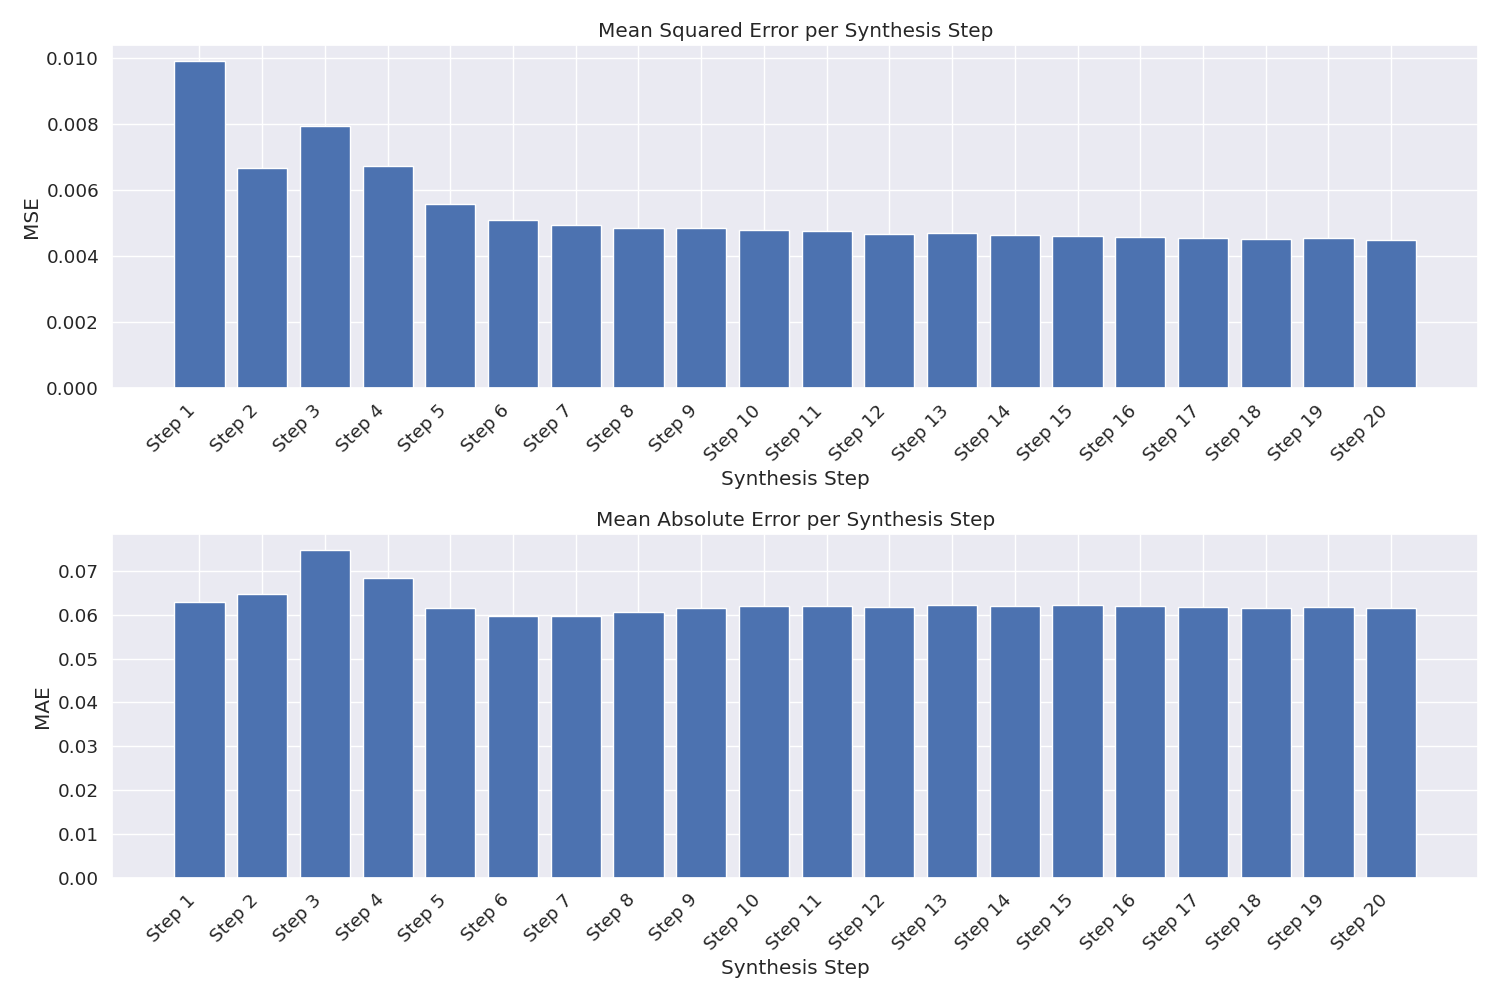 Mean Squared Error per Synthesis Step
MSE
0.010
0.008
0.006
0.004
0.002
0.000
Step 1
Step 2
Step 3
Step 4
Step 5
Step 6
Step 7
Step 8
Step 9
Step 10
Step 11
Step 12
Step 13
Step 14
Step 15
Step 16
Step 17
Step 18
Step 19
Step 20
Synthesis Step
Mean Absolute Error per Synthesis Step
MAE
0.07
0.06
0.05
0.04
0.03
0.02
0.01
0.00
Step 1
Step 2
Step 3
Step 4
Step 5
Step 6
Step 7
Step 8
Step 9
Step 10
Step 11
Step 12
Step 13
Step 14
Step 15
Step 16
Step 17
Step 18
Step 19
Step 20
Synthesis Step